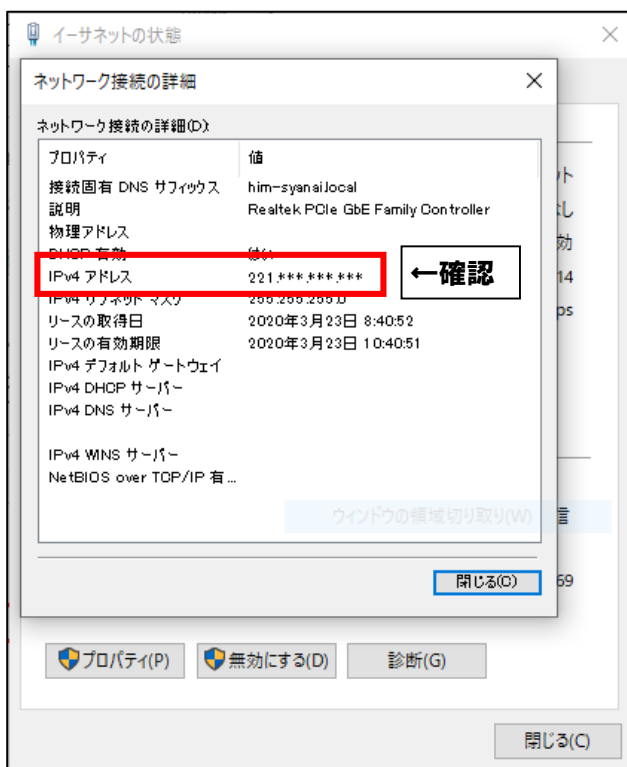 イーサネットの状態
ネットワーク接続の詳細
ネットワーク接続の詳細(D):
プロパティ 値
接続固有 DNS サフィックス him-syanai.local
説明 Realtek PCIe GbE Family Controller
物理アドレス
DHCP 有効 はい
IPv4 アドレス 221.***.***.*** ←確認
IPv4 サブネット マスク 255.255.255.0
リースの取得日 2020年3月23日 8:40:52
リースの有効期限 2020年3月23日 10:40:51
IPv4 デフォルト ゲートウェイ
IPv4 DHCP サーバー
IPv4 DNS サーバー
IPv4 WINS サーバー
NetBIOS over TCP/IP 有...
ウィンドウの領域切り取り(W)
閉じる(C)
プロパティ(P) 無効にする(D) 診断(G)
閉じる(C)